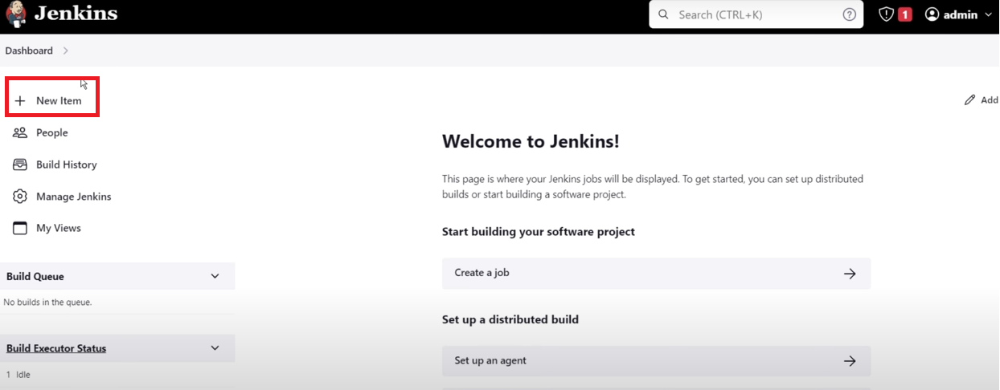 Jenkins
Search (CTRL+K)
1
admin
Dashboard
New Item
Add
People
Build History
Manage Jenkins
My Views
Welcome to Jenkins!
This page is where your Jenkins jobs will be displayed. To get started, you can set up distributed
builds or start building a software project.
Start building your software project
Create a job
Set up a distributed build
Set up an agent
Build Queue
No builds in the queue.
Build Executor Status
1 Idle